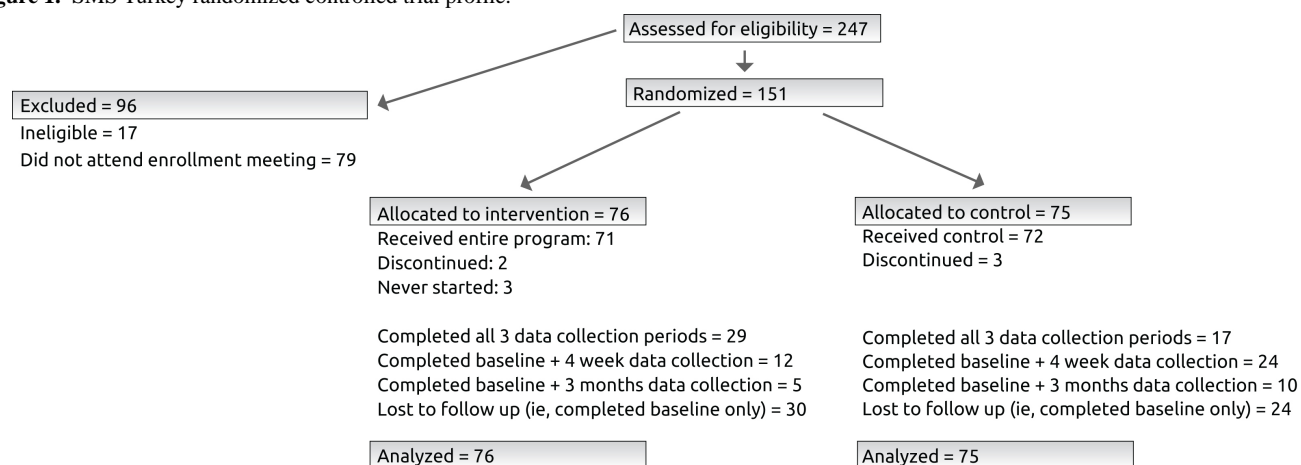 Figure 1. SMS Turkey randomized controlled trial profile.
Assessed for eligibility = 247
Randomized = 151
Excluded = 96
Ineligible = 17
Did not attend enrollment meeting = 79
Allocated to intervention = 76
Received entire program: 71
Discontinued: 2
Never started: 3
Completed all 3 data collection periods = 29
Completed baseline + 4 week data collection = 12
Completed baseline + 3 months data collection = 5
Lost to follow up (ie, completed baseline only) = 30
Analyzed = 76
Allocated to control = 75
Received control = 72
Discontinued = 3
Completed all 3 data collection periods = 17
Completed baseline + 4 week data collection = 24
Completed baseline + 3 months data collection = 10
Lost to follow up (ie, completed baseline only) = 24
Analyzed = 75